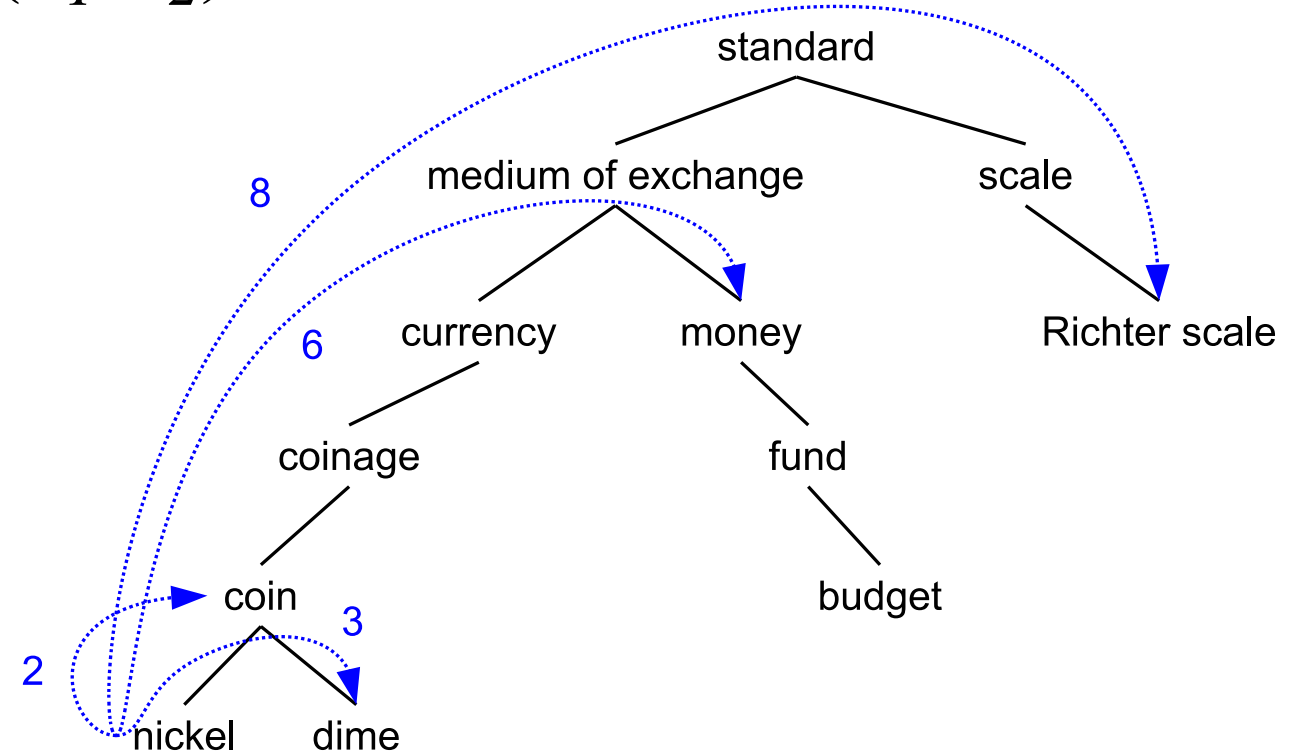 standard
medium of exchange scale
8
6
currency money Richter scale
coinage fund
coin budget
3
2
nickel dime